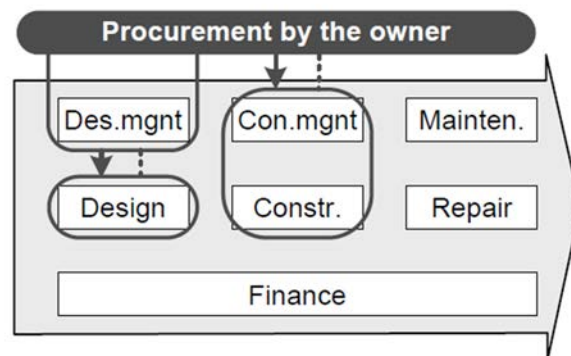 Procurement by the owner
Des.mgnt Con.mgnt Mainten.
Design Constr. Repair
Finance